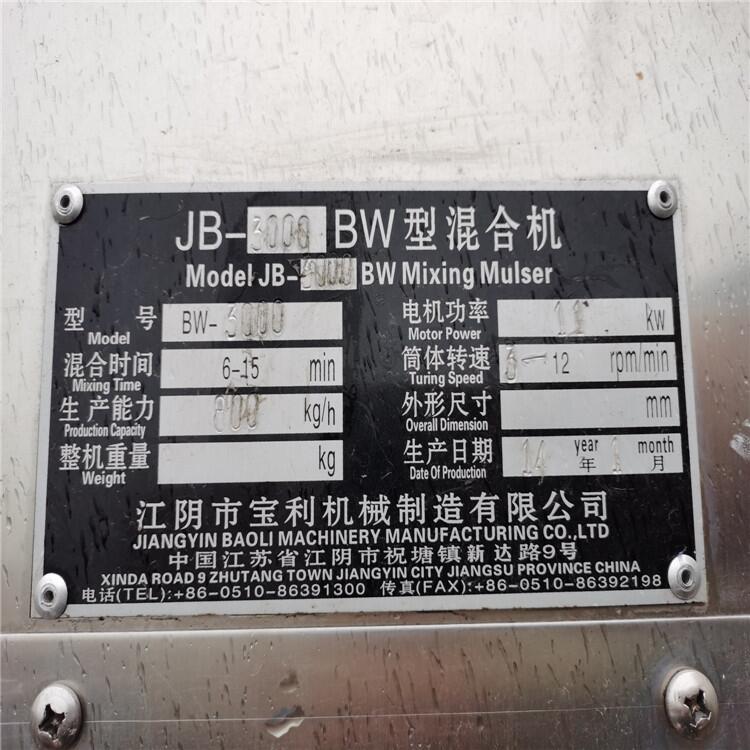 JB-3000 BW型混合机
Model JB-3000 BW Mixing Mulser
型 号 Model BW-3000
电机功率 Motor Power 11 kw
混合时间 Mixing Time 6-15 min
筒体转速 Turing Speed 3-12 rpm/min
生产能力 Production Capacity 800 kg/h
外形尺寸 Overall Dimension mm
整机重量 Weight kg
生产日期 Date Of Production 14 year 年 1 month 月
江阴市宝利机械制造有限公司
JIANGYIN BAOLI MACHINERY MANUFACTURING CO.,LTD
中国江苏省江阴市祝塘镇新达路9号
XINDA ROAD 9 ZHUTANG TOWN JIANGYIN CITY JIANGSU PROVINCE CHINA
电话(TEL):+86-0510-86391300 传真(FAX):+86-0510-86392198